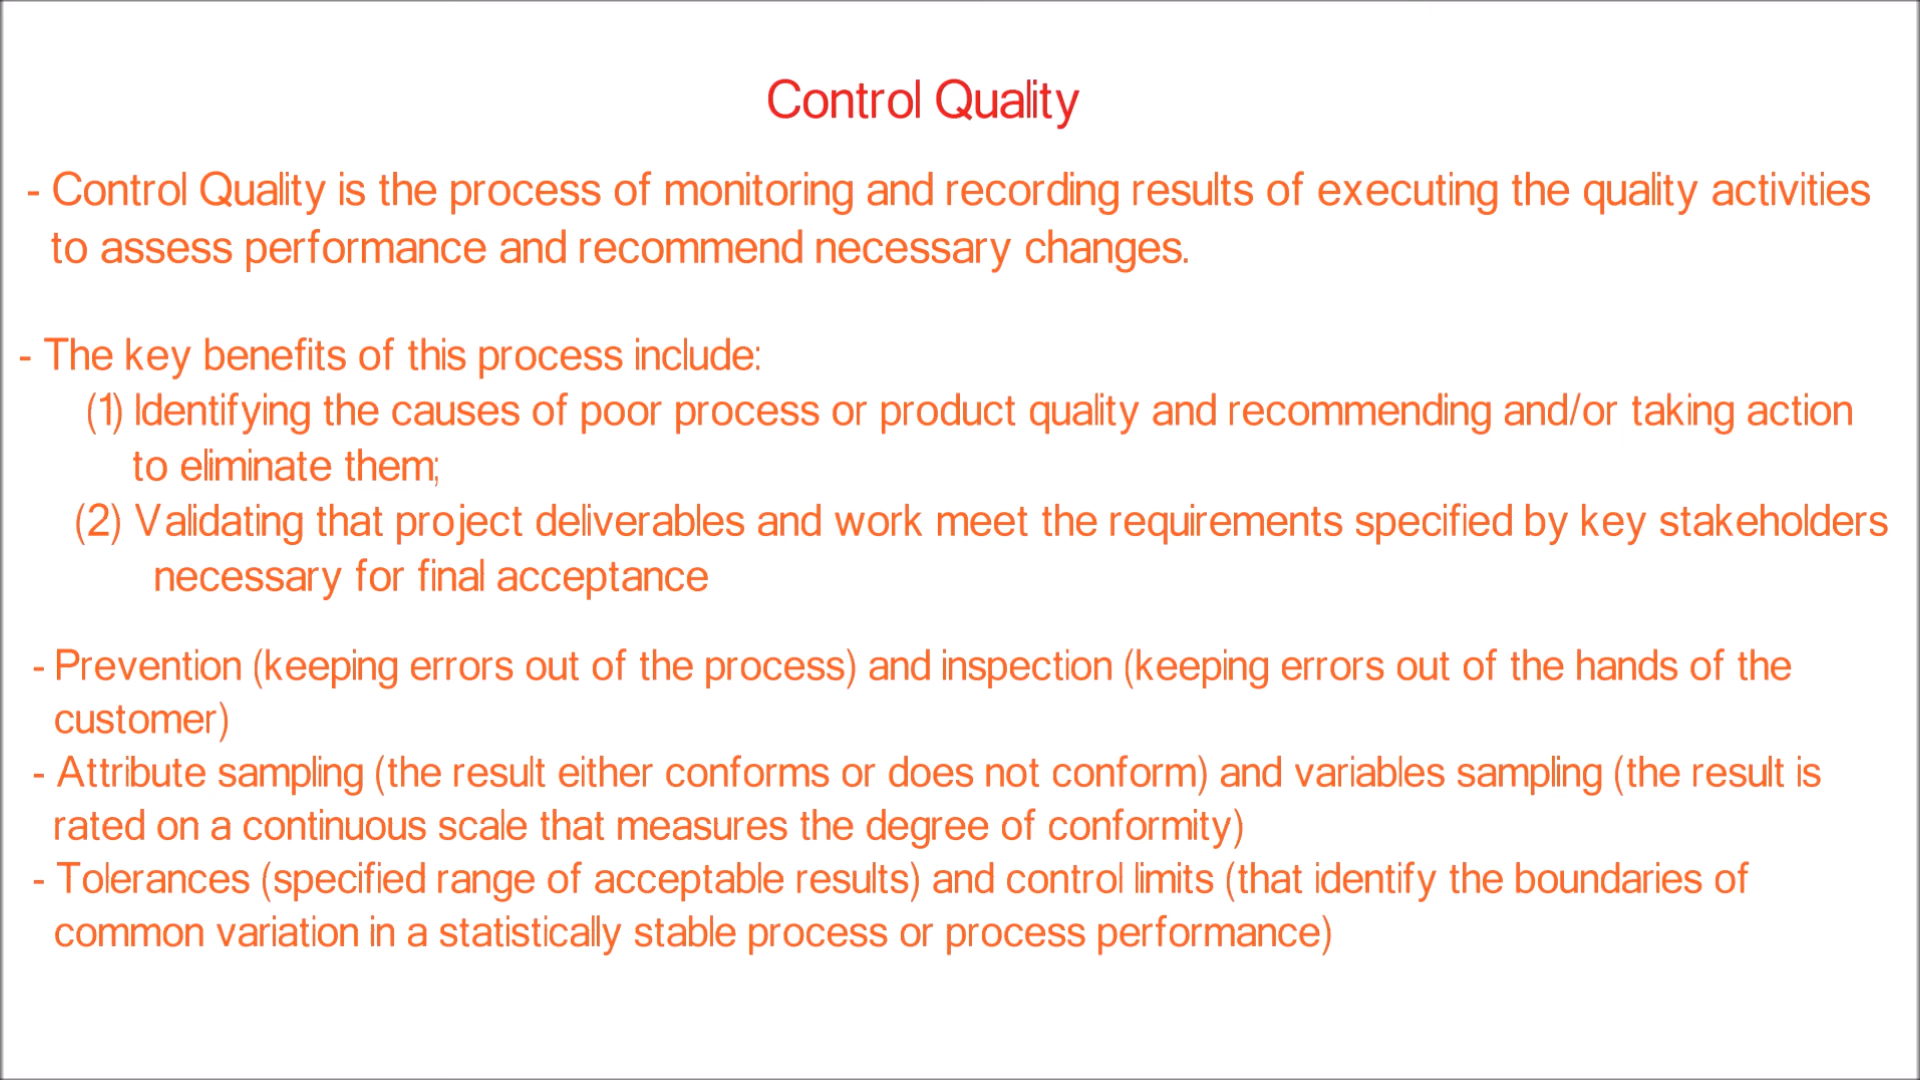 Control Quality
- Control Quality is the process of monitoring and recording results of executing the quality activities
to assess performance and recommend necessary changes.
- The key benefits of this process include:
(1) Identifying the causes of poor process or product quality and recommending and/or taking action
to eliminate them;
(2) Validating that project deliverables and work meet the requirements specified by key stakeholders
necessary for final acceptance
- Prevention (keeping errors out of the process) and inspection (keeping errors out of the hands of the
customer)
- Attribute sampling (the result either conforms or does not conform) and variables sampling (the result is
rated on a continuous scale that measures the degree of conformity)
- Tolerances (specified range of acceptable results) and control limits (that identify the boundaries of
common variation in a statistically stable process or process performance)